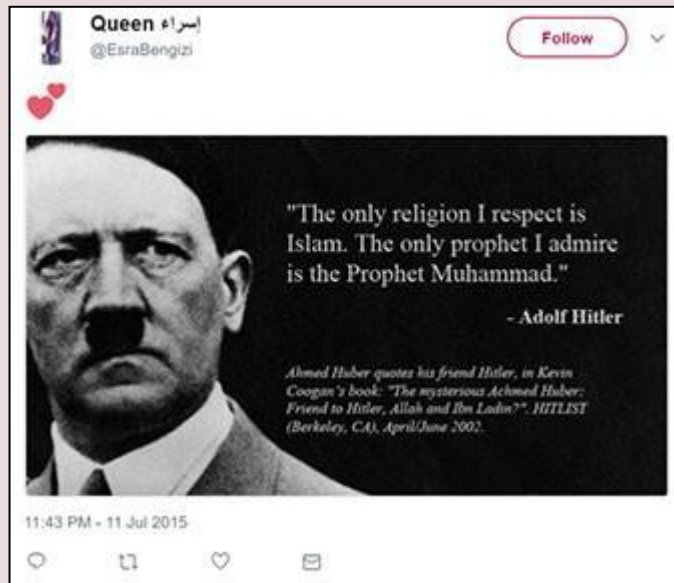 Queen إسراء
@EsraBengizi
Follow
"The only religion I respect is
Islam. The only prophet I admire
is the Prophet Muhammad."
- Adolf Hitler
Ahmed Huber quotes his friend Hitler, in Kevin
Coogan's book: "The mysterious Achmed Huber:
Friend to Hitler, Allah and Ibn Ladin?". HITLIST
(Berkeley, CA), April/June 2002.
11:43 PM - 11 Jul 2015